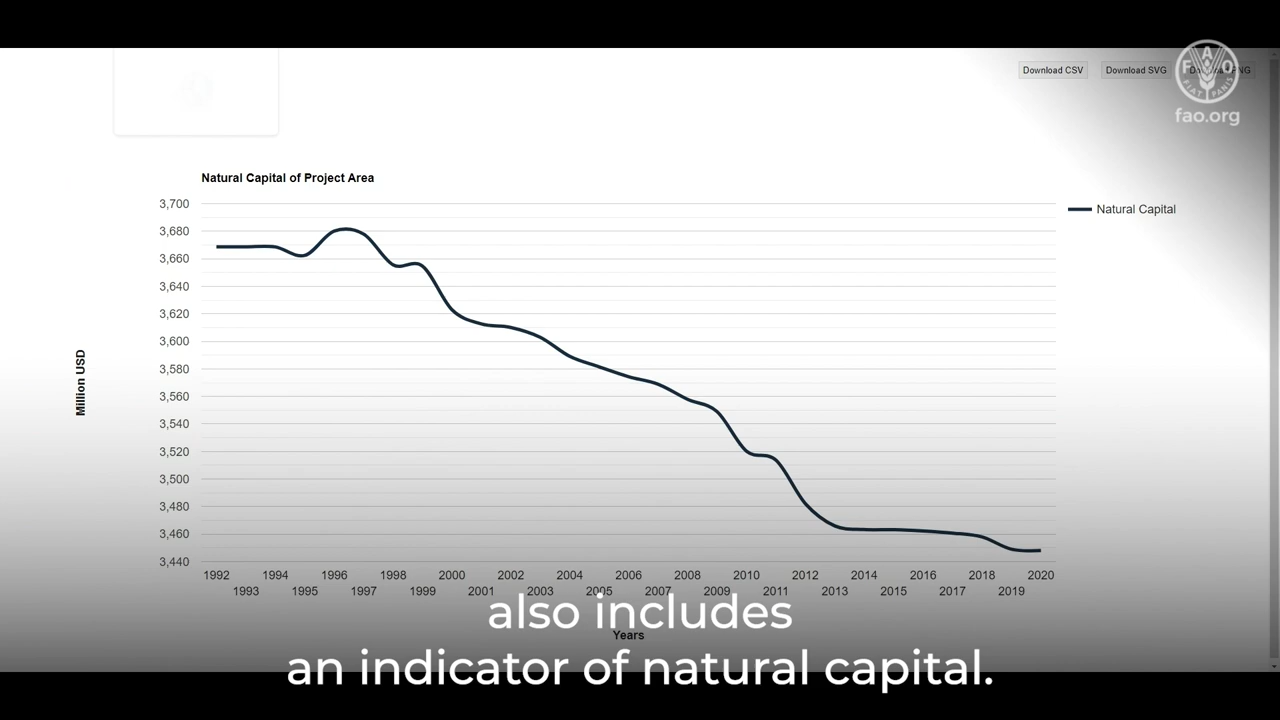 Download CSV
Download SVG
Download PNG
F A O
FIAT PANIS
fao.org
Natural Capital of Project Area
Natural Capital
Million USD
3,700
3,680
3,660
3,640
3,620
3,600
3,580
3,560
3,540
3,520
3,500
3,480
3,460
3,440
1992 1994 1996 1998 2000 2002 2004 2006 2008 2010 2012 2014 2016 2018 2020
1993 1995 1997 1999 2001 2003 2005 2007 2009 2011 2013 2015 2017 2019
Years
also includes
an indicator of natural capital.